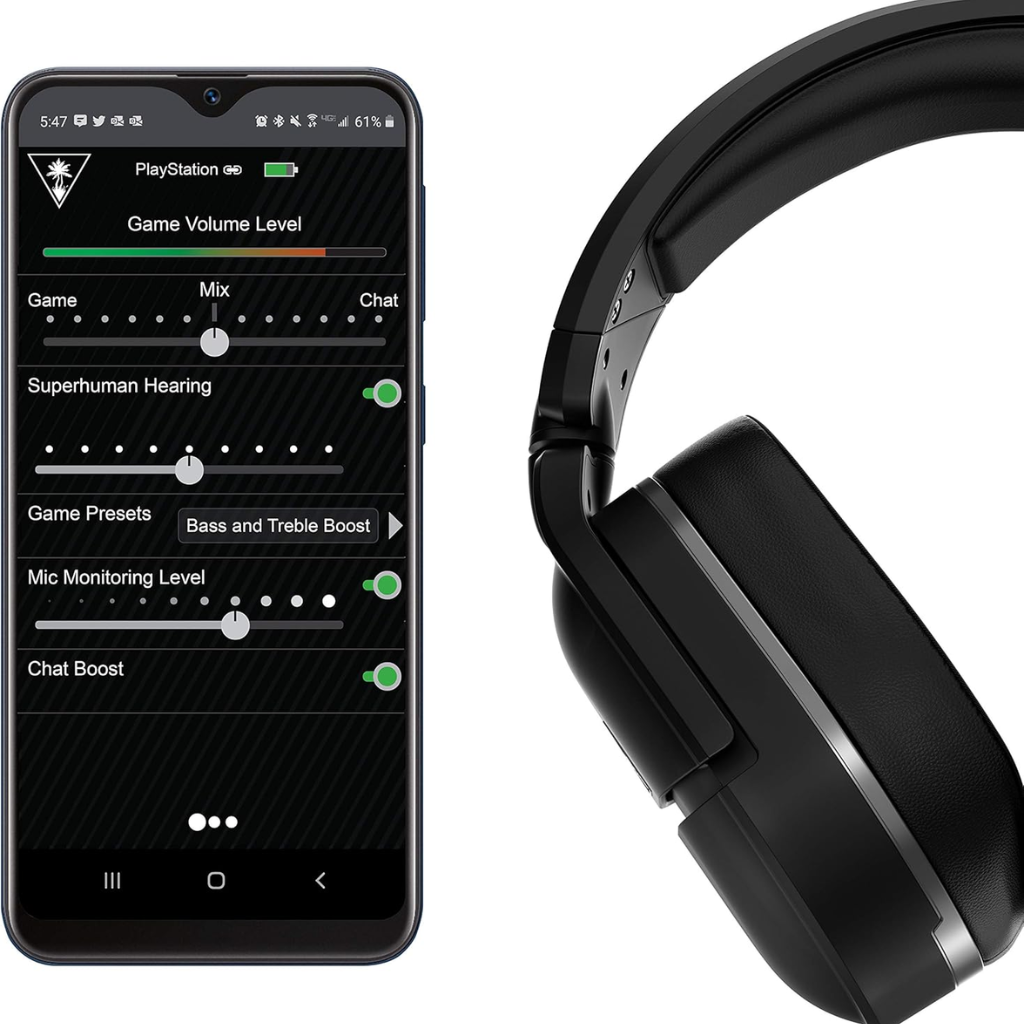 5:47
4G
61%
PlayStation
Game Volume Level
Mix
Game
Chat
Superhuman Hearing
Game Presets
Bass and Treble Boost
Mic Monitoring Level
Chat Boost